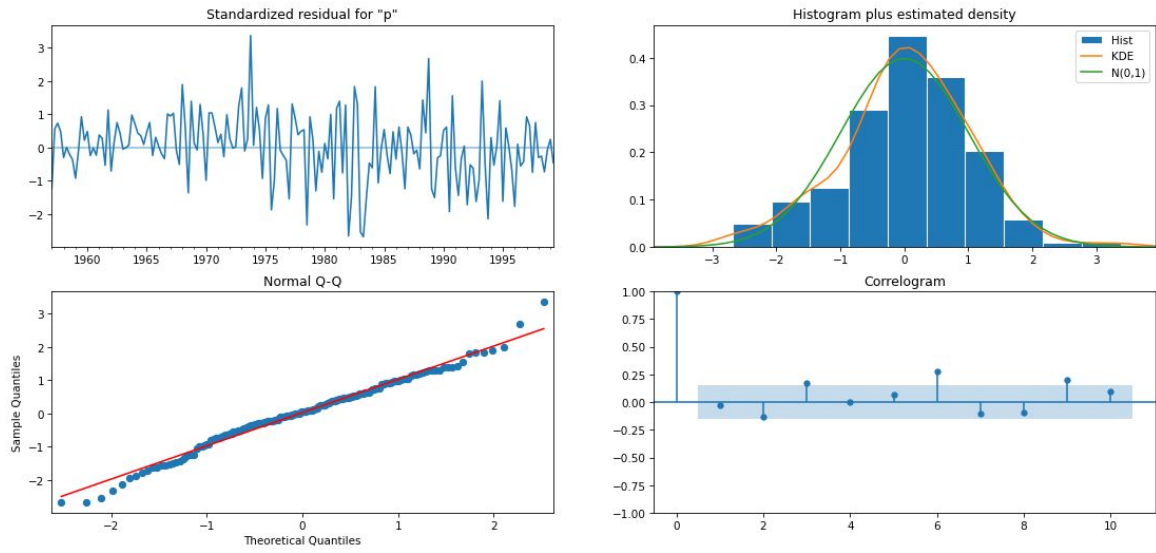 Standardized residual for "p"
3
2
1
0
−1
−2
1960 1965 1970 1975 1980 1985 1990 1995
Histogram plus estimated density
Hist
KDE
N(0,1)
0.4
0.3
0.2
0.1
0.0
−3 −2 −1 0 1 2 3
Normal Q-Q
Sample Quantiles
3
2
1
0
−1
−2
−2 −1 0 1 2
Theoretical Quantiles
Correlogram
1.00
0.75
0.50
0.25
0.00
−0.25
−0.50
−0.75
−1.00
0 2 4 6 8 10